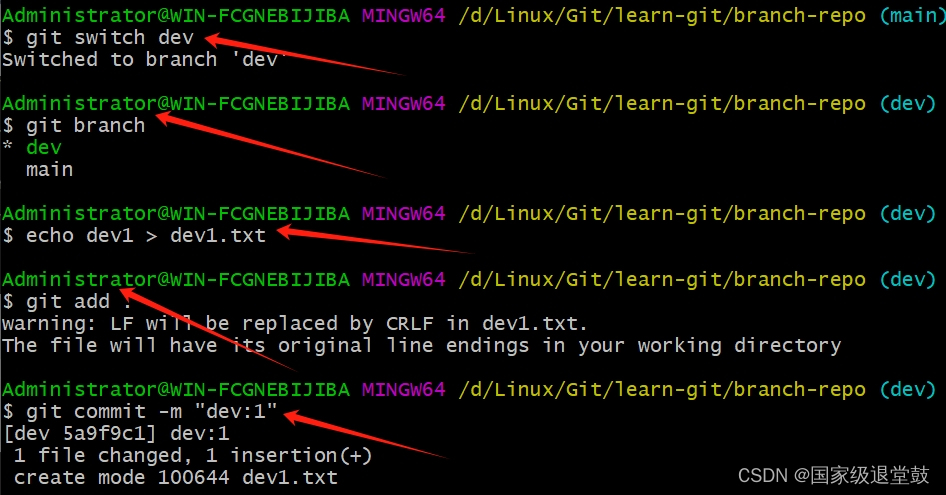 Administrator@WIN-FCGNEBIJIBA MINGW64 /d/Linux/Git/learn-git/branch-repo (main)
$ git switch dev
Switched to branch 'dev'
Administrator@WIN-FCGNEBIJIBA MINGW64 /d/Linux/Git/learn-git/branch-repo (dev)
$ git branch
* dev
main
Administrator@WIN-FCGNEBIJIBA MINGW64 /d/Linux/Git/learn-git/branch-repo (dev)
$ echo dev1 > dev1.txt
Administrator@WIN-FCGNEBIJIBA MINGW64 /d/Linux/Git/learn-git/branch-repo (dev)
$ git add .
warning: LF will be replaced by CRLF in dev1.txt.
The file will have its original line endings in your working directory
Administrator@WIN-FCGNEBIJIBA MINGW64 /d/Linux/Git/learn-git/branch-repo (dev)
$ git commit -m "dev:1"
[dev 5a9f9c1] dev:1
1 file changed, 1 insertion(+)
create mode 100644 dev1.txt
CSDN @国家级退堂鼓